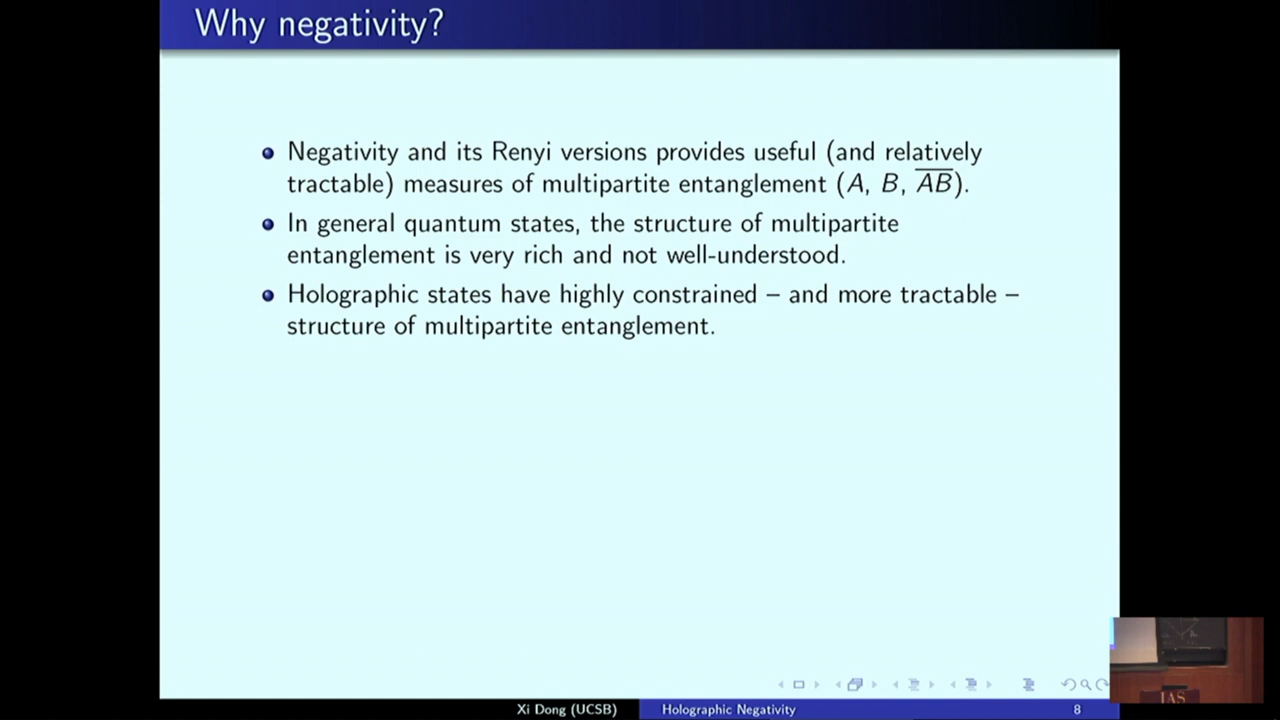 Why negativity?
Negativity and its Renyi versions provides useful (and relatively
tractable) measures of multipartite entanglement (A, B, \overline{AB}).
In general quantum states, the structure of multipartite
entanglement is very rich and not well-understood.
Holographic states have highly constrained – and more tractable –
structure of multipartite entanglement.
Xi Dong (UCSB) Holographic Negativity 8
IAS